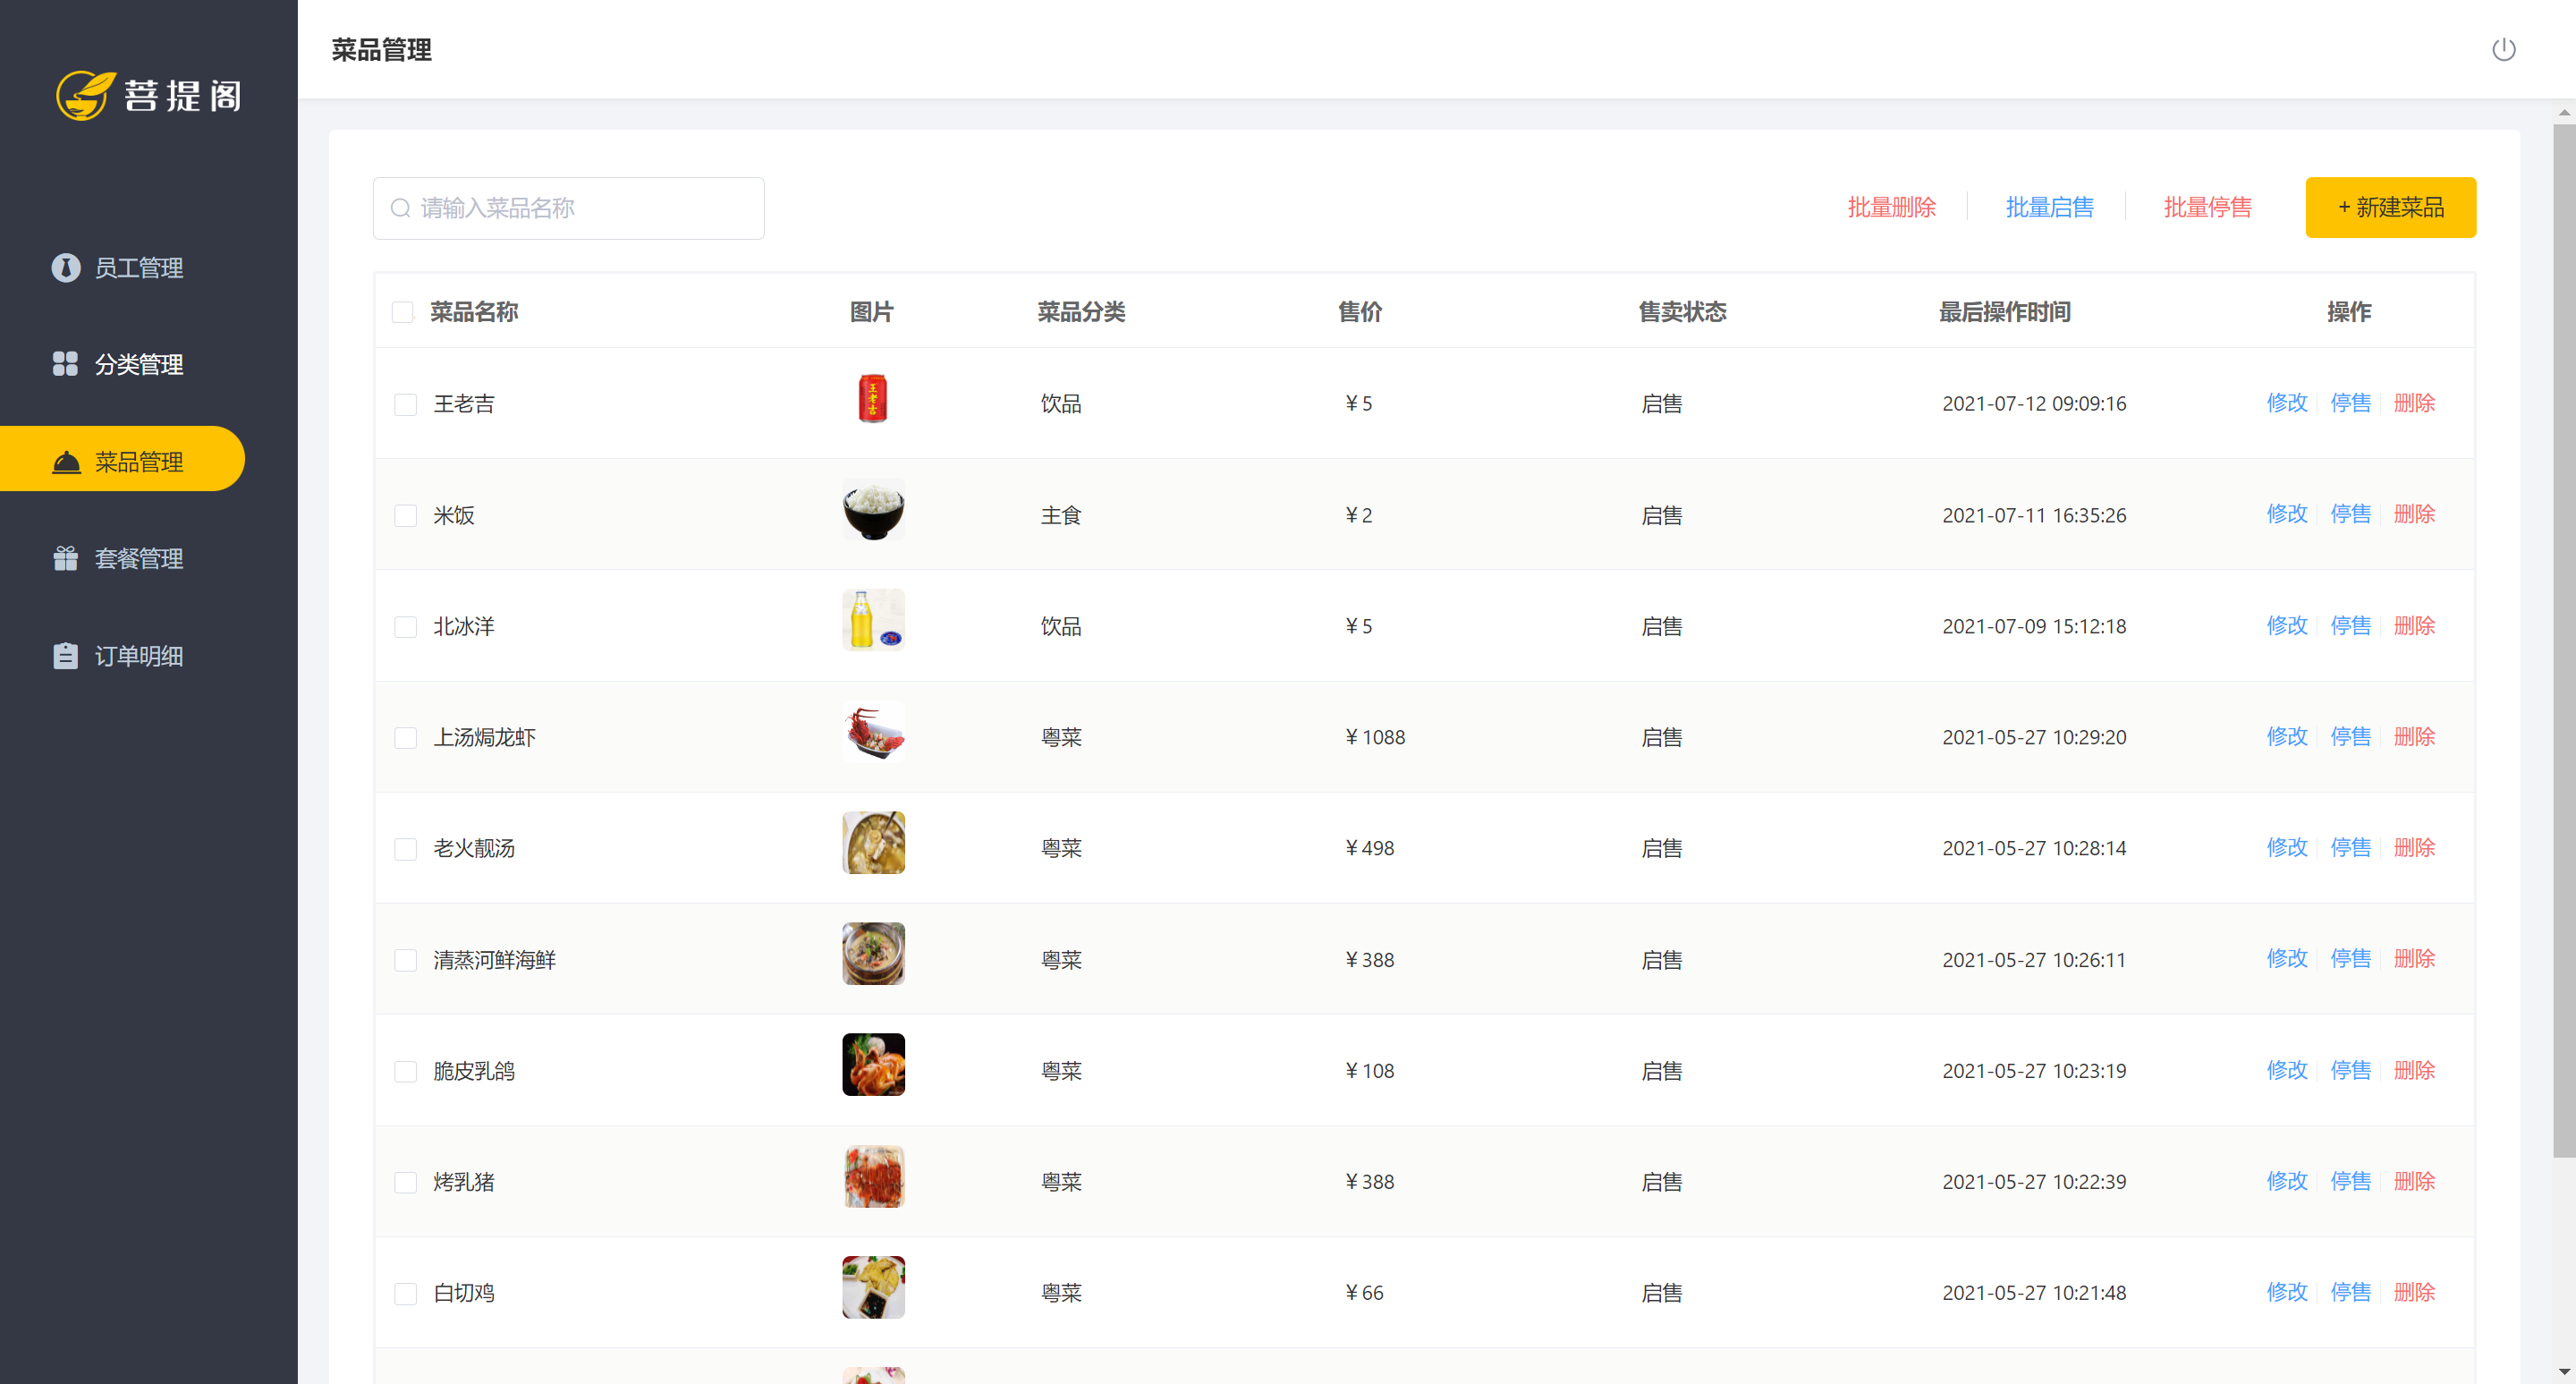 菩提阁
员工管理
分类管理
菜品管理
套餐管理
订单明细
菜品管理
请输入菜品名称
批量删除 批量启售 批量停售 + 新建菜品
菜品名称 图片 菜品分类 售价 售卖状态 最后操作时间 操作
王老吉 王老吉 饮品 ￥5 启售 2021-07-12 09:09:16 修改 停售 删除
米饭 主食 ￥2 启售 2021-07-11 16:35:26 修改 停售 删除
北冰洋 饮品 ￥5 启售 2021-07-09 15:12:18 修改 停售 删除
上汤焗龙虾 粤菜 ￥1088 启售 2021-05-27 10:29:20 修改 停售 删除
老火靓汤 粤菜 ￥498 启售 2021-05-27 10:28:14 修改 停售 删除
清蒸河鲜海鲜 粤菜 ￥388 启售 2021-05-27 10:26:11 修改 停售 删除
脆皮乳鸽 粤菜 ￥108 启售 2021-05-27 10:23:19 修改 停售 删除
烤乳猪 粤菜 ￥388 启售 2021-05-27 10:22:39 修改 停售 删除
白切鸡 粤菜 ￥66 启售 2021-05-27 10:21:48 修改 停售 删除